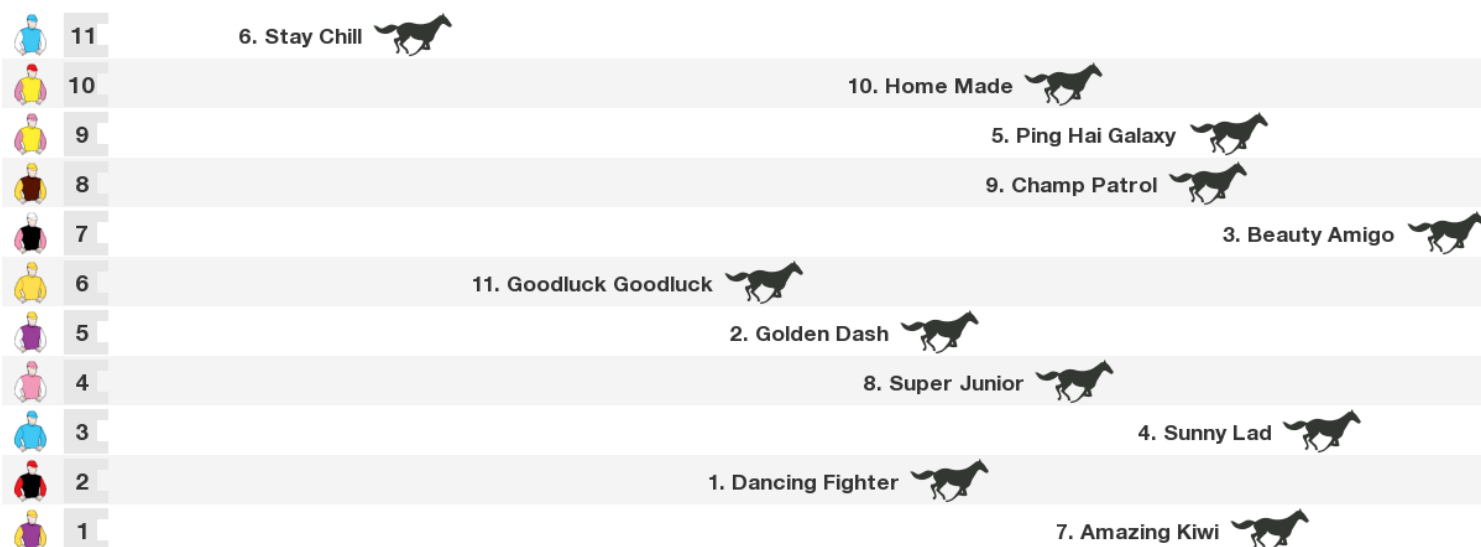 11 6. Stay Chill
10 10. Home Made
9 5. Ping Hai Galaxy
8 9. Champ Patrol
7 3. Beauty Amigo
6 11. Goodluck Goodluck
5 2. Golden Dash
4 8. Super Junior
3 4. Sunny Lad
2 1. Dancing Fighter
1 7. Amazing Kiwi